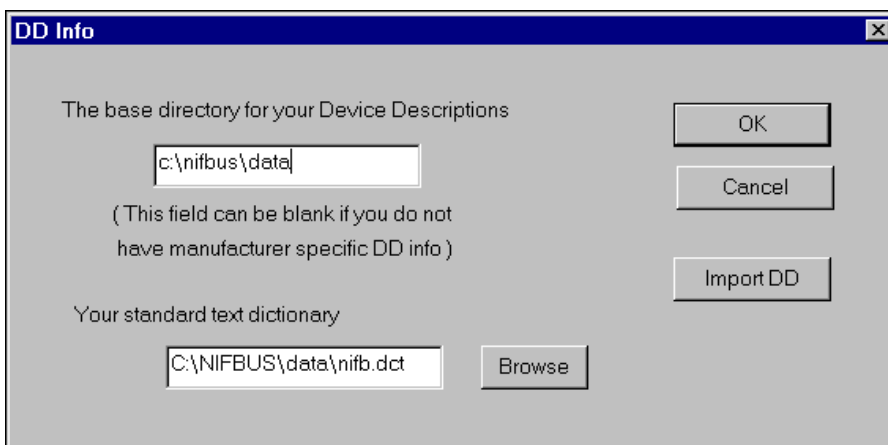 DD Info
The base directory for your Device Descriptions
OK
c:\nifbus\data
Cancel
( This field can be blank if you do not
have manufacturer specific DD info )
Import DD
Your standard text dictionary
C:\NIFBUS\data\nifb.dct
Browse